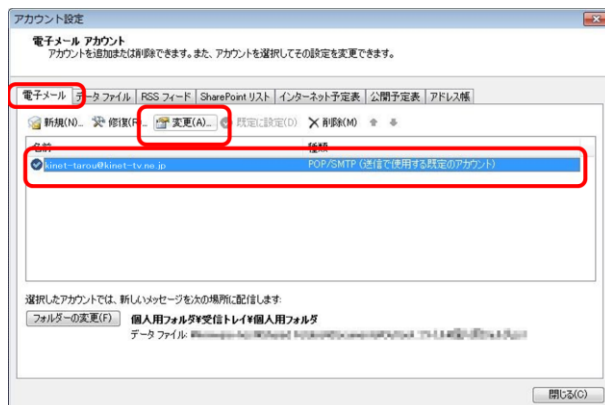 アカウント設定
電子メール アカウント
アカウントを追加または削除できます。また、アカウントを選択してその設定を変更できます。
電子メール データ ファイル RSS フィード SharePoint リスト インターネット予定表 公開予定表 アドレス帳
新規(N)... 修復(R)... 変更(A)... 既定に設定(D) 削除(M)
名前 種類
kinet-tarou@kinet-tv.ne.jp POP/SMTP (送信で使用する既定のアカウント)
選択したアカウントでは、新しいメッセージを次の場所に配信します:
フォルダーの変更(F) 個人用フォルダ¥受信トレイ¥個人用フォルダ
データ ファイル:
閉じる(C)